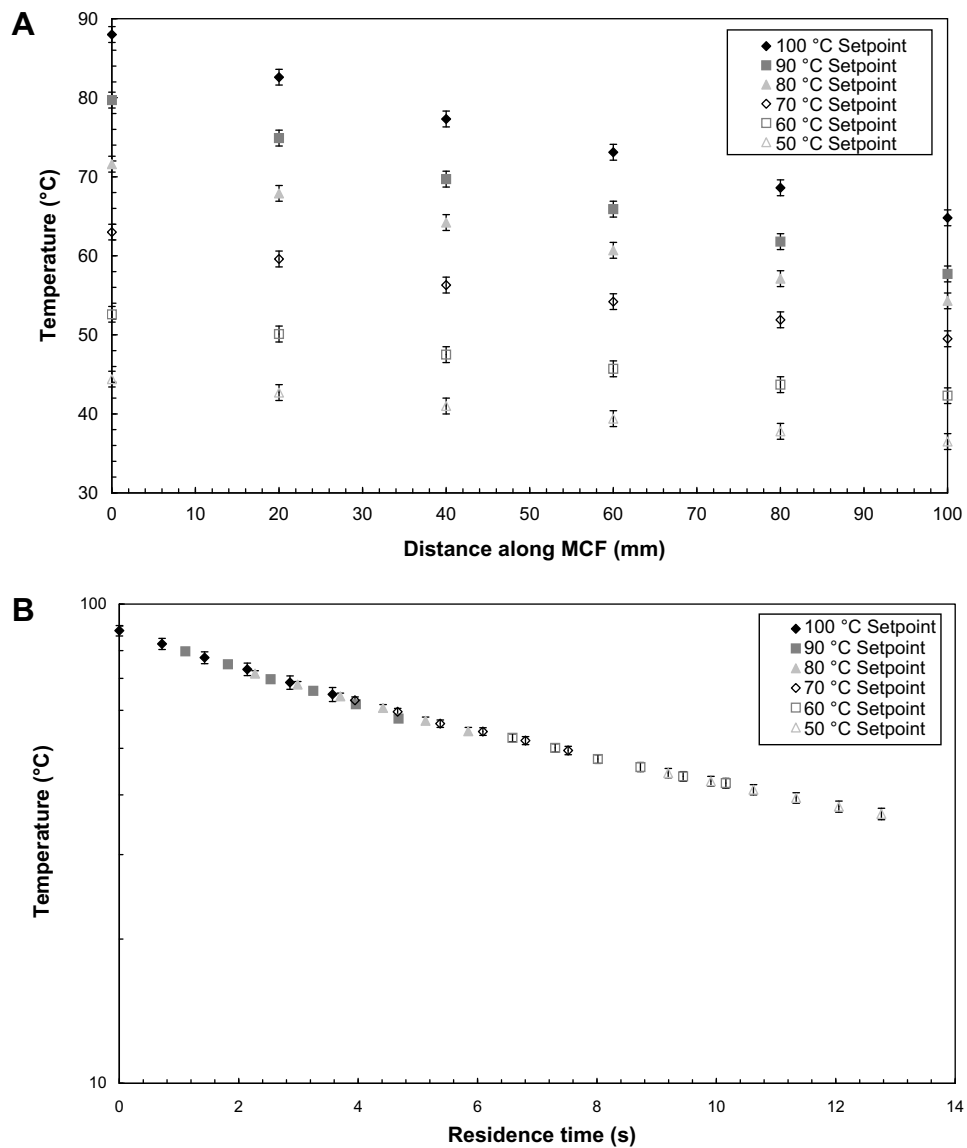 A
90
80
70
60
50
40
30
Temperature (°C)
100 °C Setpoint
90 °C Setpoint
80 °C Setpoint
70 °C Setpoint
60 °C Setpoint
50 °C Setpoint
0 10 20 30 40 50 60 70 80 90 100
Distance along MCF (mm)
B
100
10
Temperature (°C)
100 °C Setpoint
90 °C Setpoint
80 °C Setpoint
70 °C Setpoint
60 °C Setpoint
50 °C Setpoint
0 2 4 6 8 10 12 14
Residence time (s)